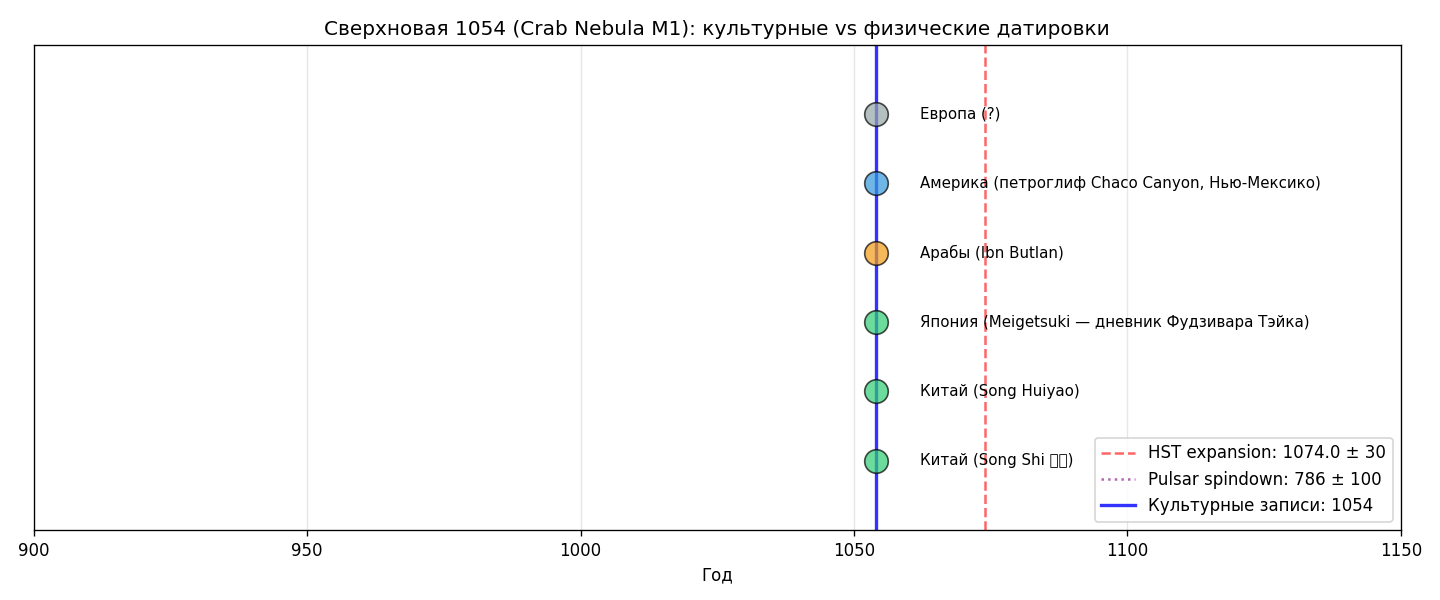 Сверхновая 1054 (Crab Nebula M1): культурные vs физические датировки
Европа (?)
Америка (петроглиф Chaco Canyon, Нью-Мексико)
Арабы (Ibn Butlan)
Япония (Meigetsuki — дневник Фудзивара Тэйка)
Китай (Song Huiyao)
Китай (Song Shi 􏿮􏿮)
HST expansion: 1074.0 ± 30
Pulsar spindown: 786 ± 100
Культурные записи: 1054
900 950 1000 1050 1100 1150
Год